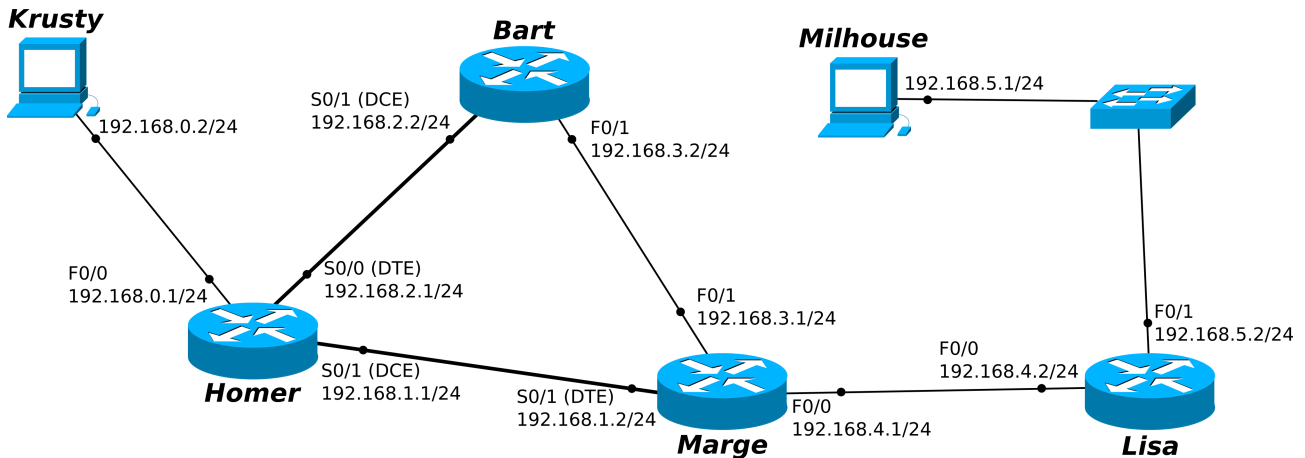 Krusty
192.168.0.2/24
Bart
S0/1 (DCE)
192.168.2.2/24
F0/1
192.168.3.2/24
Milhouse
192.168.5.1/24
F0/0
192.168.0.1/24
S0/0 (DTE)
192.168.2.1/24
Homer
S0/1 (DCE)
192.168.1.1/24
F0/1
192.168.3.1/24
S0/1 (DTE)
192.168.1.2/24
Marge
F0/0
192.168.4.1/24
F0/0
192.168.4.2/24
F0/1
192.168.5.2/24
Lisa